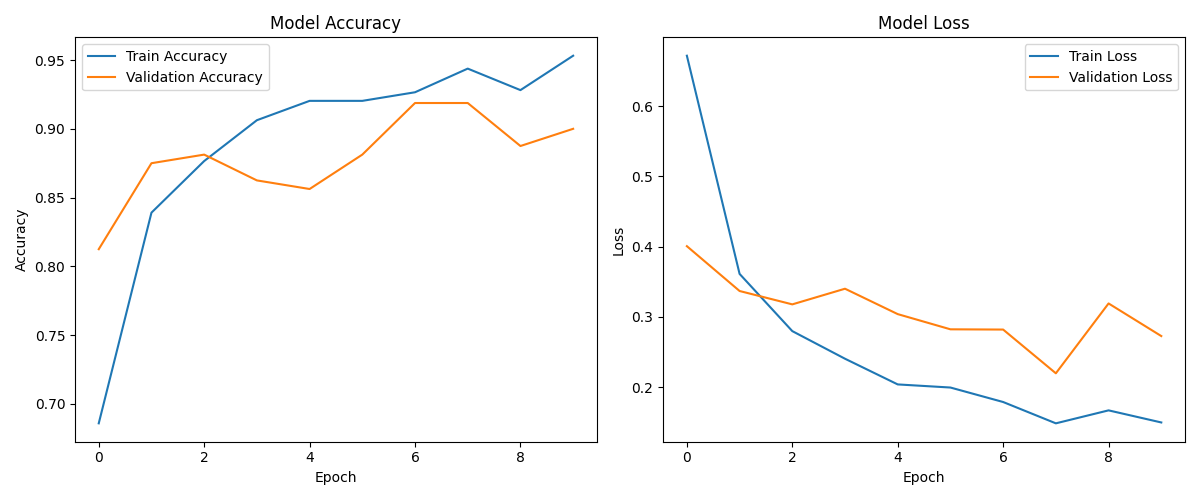 Model Accuracy
Train Accuracy
Validation Accuracy
Accuracy
0.95
0.90
0.85
0.80
0.75
0.70
0 2 4 6 8
Epoch
Model Loss
Train Loss
Validation Loss
Loss
0.6
0.5
0.4
0.3
0.2
0 2 4 6 8
Epoch